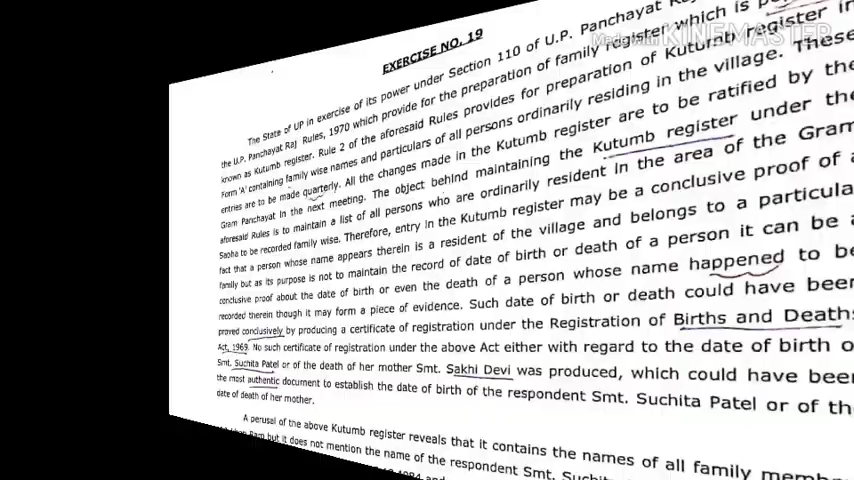 EXERCISE NO. 19
Made with KINEMASTER
The State of UP in exercise of its power under Section 110 of U.P. Panchayat Raj
the U.P. Panchayat Raj Rules, 1970 which provide for the preparation of family register which is
known as Kutumb register. Rule 2 of the aforesaid Rules provides for preparation of Kutumb register in
Form 'A' containing family wise names and particulars of all persons ordinarily residing in the village. These
entries are to be made quarterly. All the changes made in the Kutumb register are to be ratified by the
Gram Panchayat in the next meeting. The object behind maintaining the Kutumb register under the
aforesaid Rules is to maintain a list of all persons who are ordinarily resident in the area of the Gram
Sabha to be recorded family wise. Therefore, entry in the Kutumb register may be a conclusive proof of a
fact that a person whose name appears therein is a resident of the village and belongs to a particula
family but as its purpose is not to maintain the record of date of birth or death of a person it can be a
conclusive proof about the date of birth or even the death of a person whose name happened to be
recorded therein though it may form a piece of evidence. Such date of birth or death could have been
proved conclusively by producing a certificate of registration under the Registration of Births and Deaths
Act, 1969. No such certificate of registration under the above Act either with regard to the date of birth o
Smt. Suchita Patel or of the death of her mother Smt. Sakhi Devi was produced, which could have been
the most authentic document to establish the date of birth of the respondent Smt. Suchita Patel or of th
date of death of her mother.
A perusal of the above Kutumb register reveals that it contains the names of all family memb
Ram but it does not mention the name of the respondent Smt. Suchi
1984 and